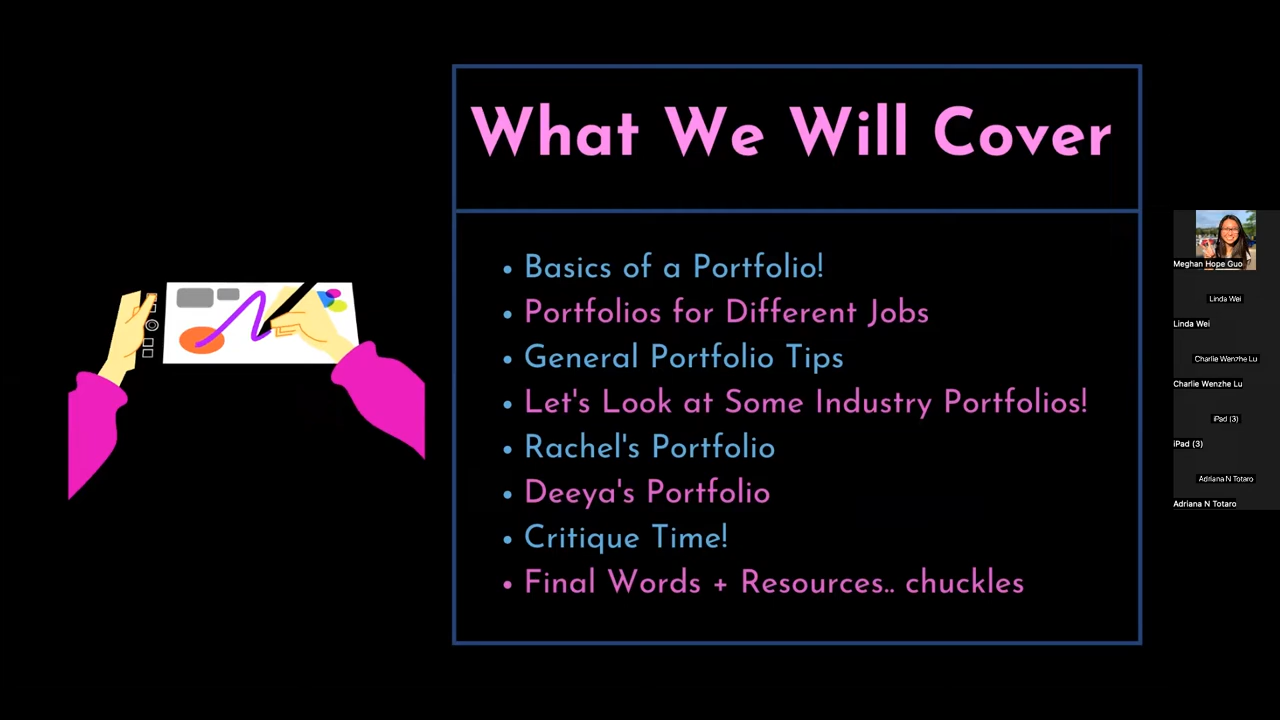 What We Will Cover
Basics of a Portfolio!
Portfolios for Different Jobs
General Portfolio Tips
Let's Look at Some Industry Portfolios!
Rachel's Portfolio
Deeya's Portfolio
Critique Time!
Final Words + Resources.. chuckles
Meghan Hope Guo
Linda Wei
Linda Wei
Charlie Wenzhe Lu
Charlie Wenzhe Lu
iPad (3)
iPad (3)
Adriana N Totaro
Adriana N Totaro